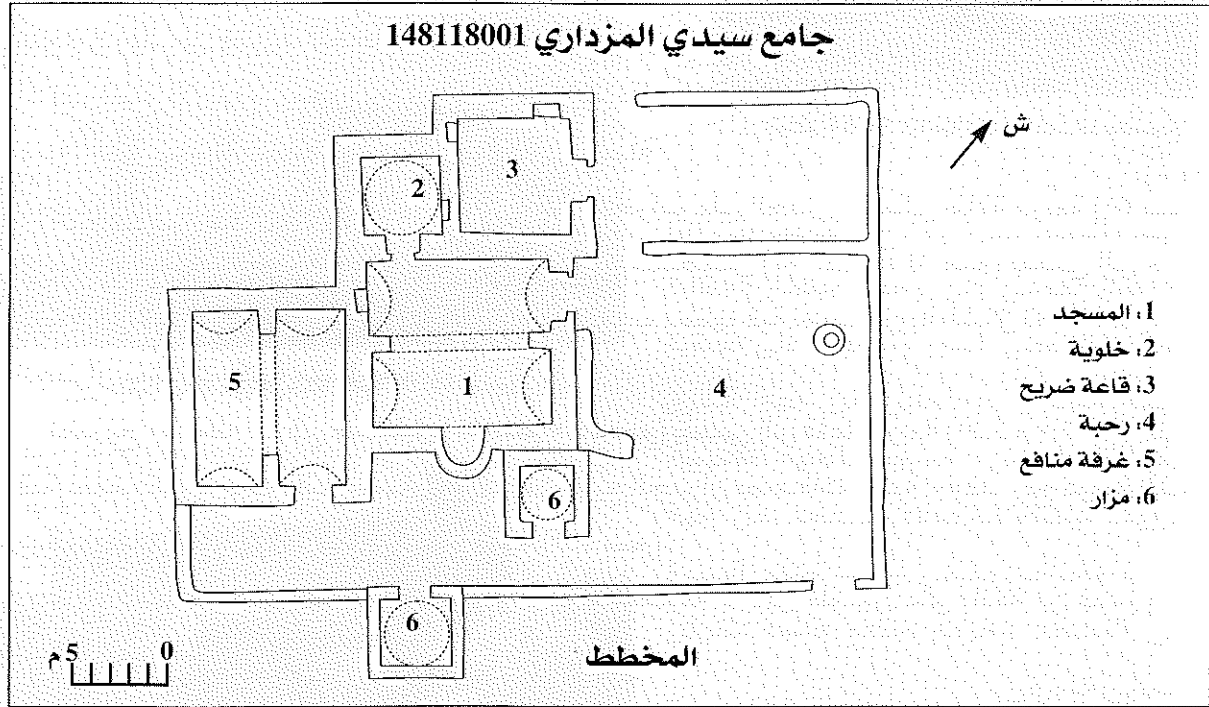 جامع سيدي المزداري 148118001
ش
3
2
1: المسجد
2: خلوية
3: قاعة ضريح
4: رحبة
5: غرفة منافع
6: مزار
5
1
4
6
6
المخطط
0
5 م